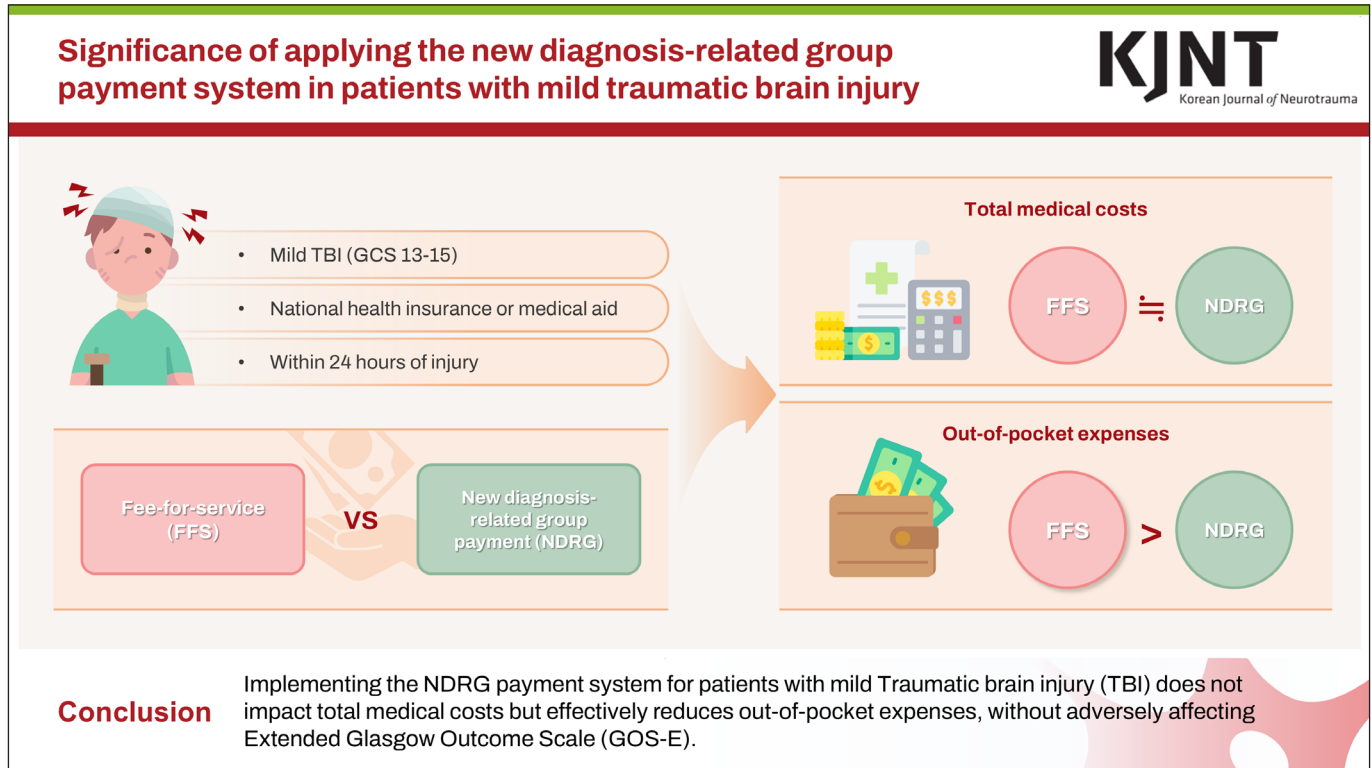 Significance of applying the new diagnosis-related group
payment system in patients with mild traumatic brain injury
KJNT
Korean Journal of Neurotrauma
• Mild TBI (GCS 13-15)
• National health insurance or medical aid
• Within 24 hours of injury
Fee-for-service
(FFS)
VS
New diagnosis-
related group
payment (NDRG)
Total medical costs
$$$
$
FFS
≒
NDRG
Out-of-pocket expenses
$
FFS
>
NDRG
Conclusion
Implementing the NDRG payment system for patients with mild Traumatic brain injury (TBI) does not
impact total medical costs but effectively reduces out-of-pocket expenses, without adversely affecting
Extended Glasgow Outcome Scale (GOS-E).